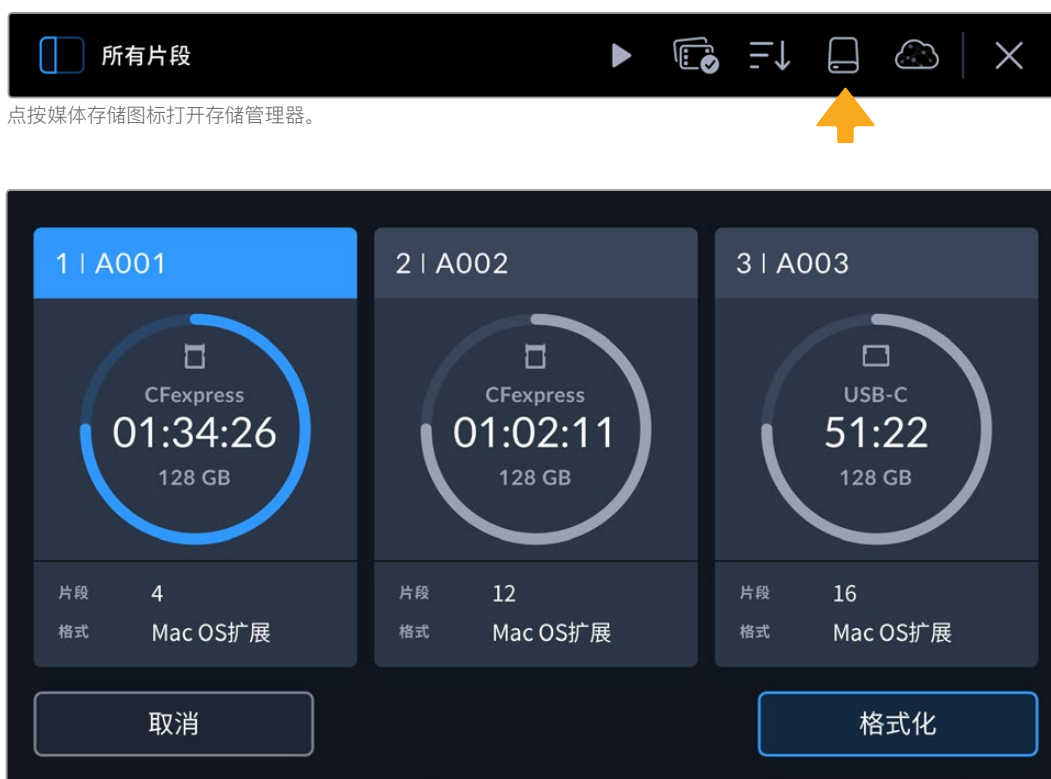 所有片段
点按媒体存储图标打开存储管理器。
1 | A001
CFexpress
01:34:26
128 GB
片段 4
格式 Mac OS扩展
2 | A002
CFexpress
01:02:11
128 GB
片段 12
格式 Mac OS扩展
3 | A003
USB-C
51:22
128 GB
片段 16
格式 Mac OS扩展
取消
格式化